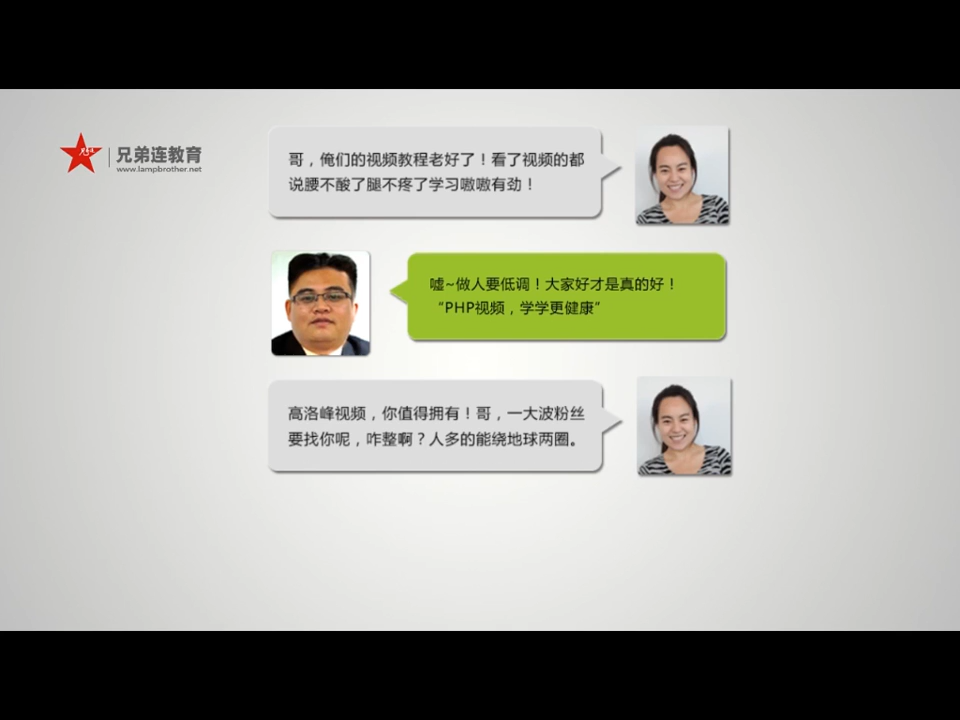 兄弟连教育
www.lampbrother.net
哥，俺们的视频教程老好了！看了视频的都
说腰不酸了腿不疼了学习嗷嗷有劲！
嘘~做人要低调！大家好才是真的好！
“PHP视频，学学更健康”
高洛峰视频，你值得拥有！哥，一大波粉丝
要找你呢，咋整啊？人多的能绕地球两圈。